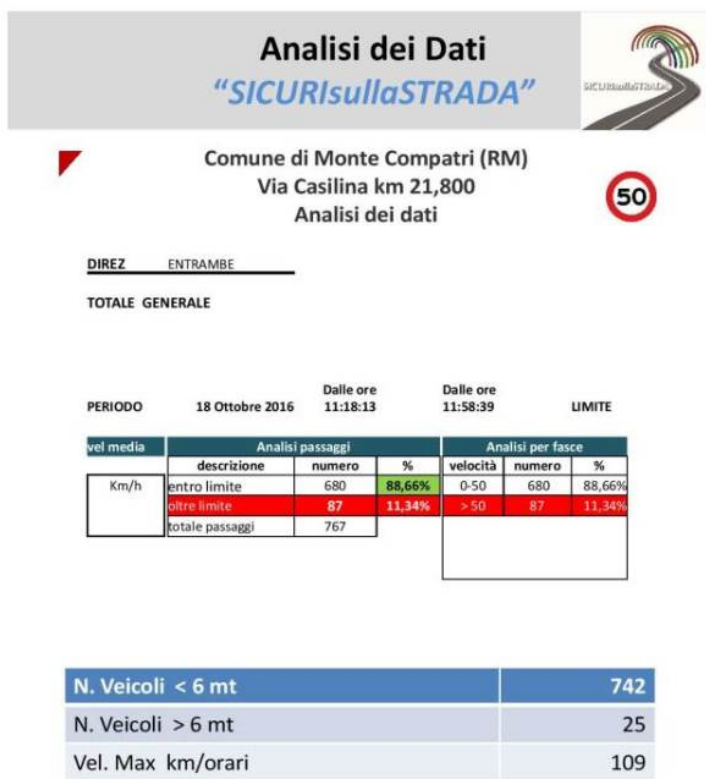 Analisi dei Dati
“SICURIsullaSTRADA”
SICURIsullaSTRADA
Comune di Monte Compatri (RM)
Via Casilina km 21,800
Analisi dei dati
50
DIREZ ENTRAMBE
TOTALE GENERALE
PERIODO 18 Ottobre 2016 Dalle ore 11:18:13 Dalle ore 11:58:39 LIMITE
vel media Analisi passaggi Analisi per fasce
descrizione numero % velocità numero %
Km/h entro limite 680 88,66% 0-50 680 88,66%
oltre limite 87 11,34% > 50 87 11,34%
totale passaggi 767
N. Veicoli < 6 mt 742
N. Veicoli > 6 mt 25
Vel. Max km/orari 109